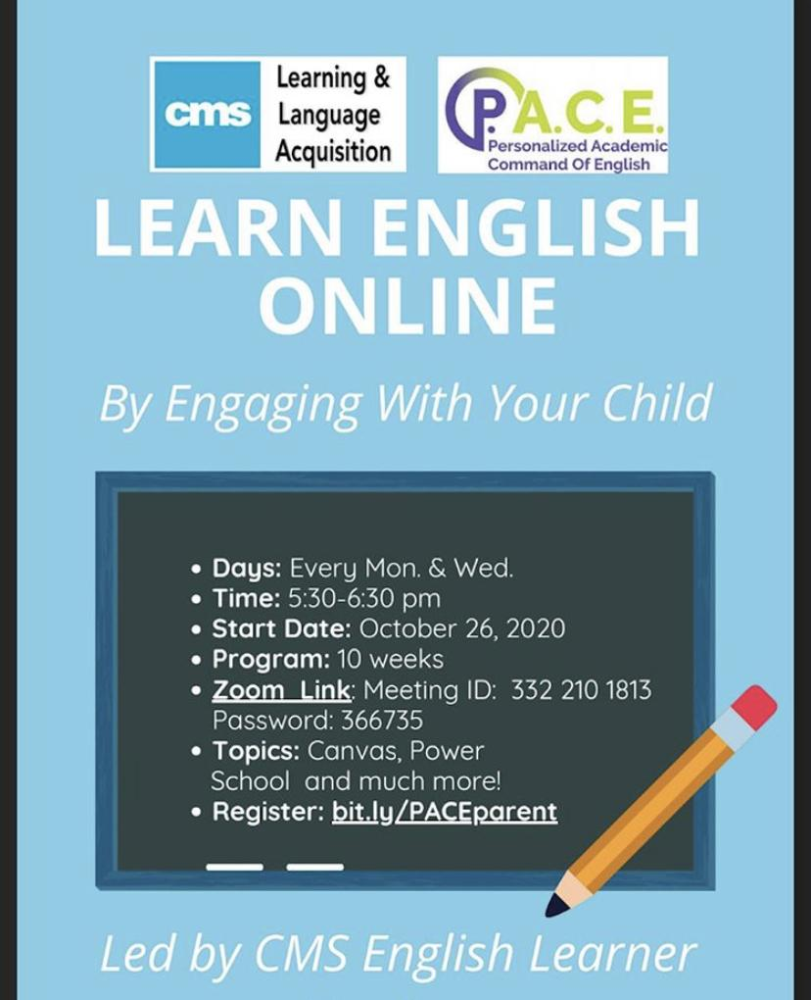 cms
Learning &
Language
Acquisition
P.A.C.E.
Personalized Academic
Command Of English
LEARN ENGLISH
ONLINE
By Engaging With Your Child
• Days: Every Mon. & Wed.
• Time: 5:30-6:30 pm
• Start Date: October 26, 2020
• Program: 10 weeks
• Zoom Link: Meeting ID: 332 210 1813
Password: 366735
• Topics: Canvas, Power
School and much more!
• Register: bit.ly/PACEparent
Led by CMS English Learner